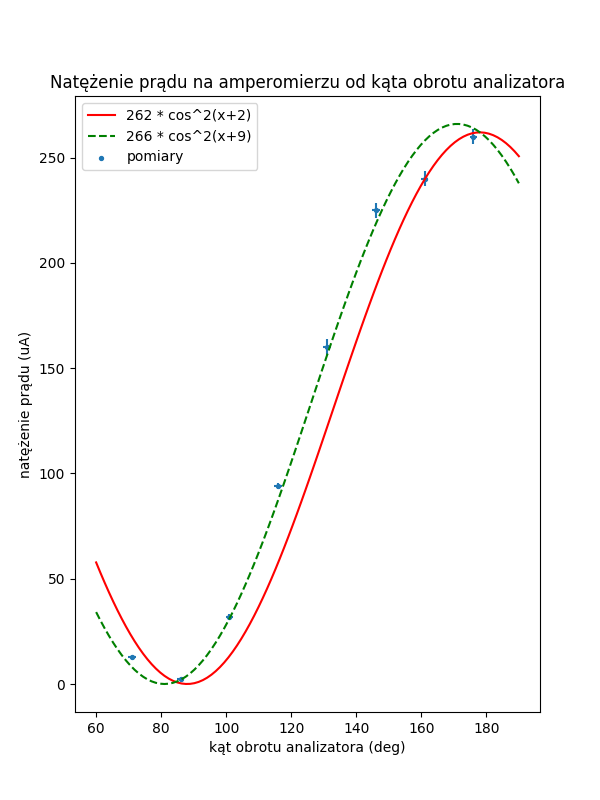 Natężenie prądu na amperomierzu od kąta obrotu analizatora
262 * cos^2(x+2)
266 * cos^2(x+9)
pomiary
250
200
150
100
50
0
natężenie prądu (uA)
60 80 100 120 140 160 180
kąt obrotu analizatora (deg)